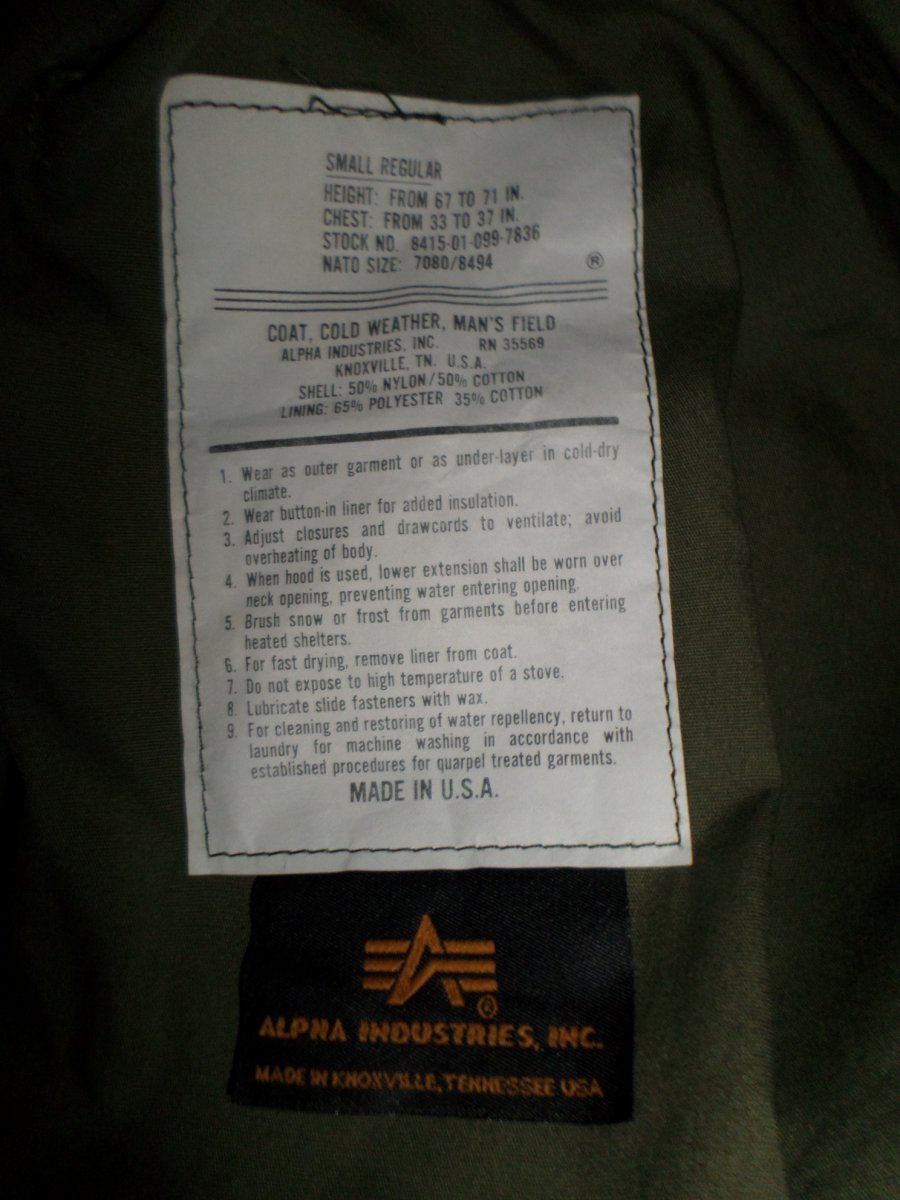 SMALL REGULAR
HEIGHT: FROM 67 TO 71 IN.
CHEST: FROM 33 TO 37 IN.
STOCK NO. 8415-01-099-7836
NATO SIZE: 7080/8494 ®
COAT, COLD WEATHER, MAN'S FIELD
ALPHA INDUSTRIES, INC. RN 35569
KNOXVILLE, TN. U.S.A.
SHELL: 50% NYLON/50% COTTON
LINING: 65% POLYESTER 35% COTTON
1. Wear as outer garment or as under-layer in cold-dry
climate.
2. Wear button-in liner for added insulation.
3. Adjust closures and drawcords to ventilate; avoid
overheating of body.
4. When hood is used, lower extension shall be worn over
neck opening, preventing water entering opening.
5. Brush snow or frost from garments before entering
heated shelters.
6. For fast drying, remove liner from coat.
7. Do not expose to high temperature of a stove.
8. Lubricate slide fasteners with wax.
9. For cleaning and restoring of water repellency, return to
laundry for machine washing in accordance with
established procedures for quarpel treated garments.
MADE IN U.S.A.
®
ALPHA INDUSTRIES, INC.
MADE IN KNOXVILLE, TENNESSEE USA